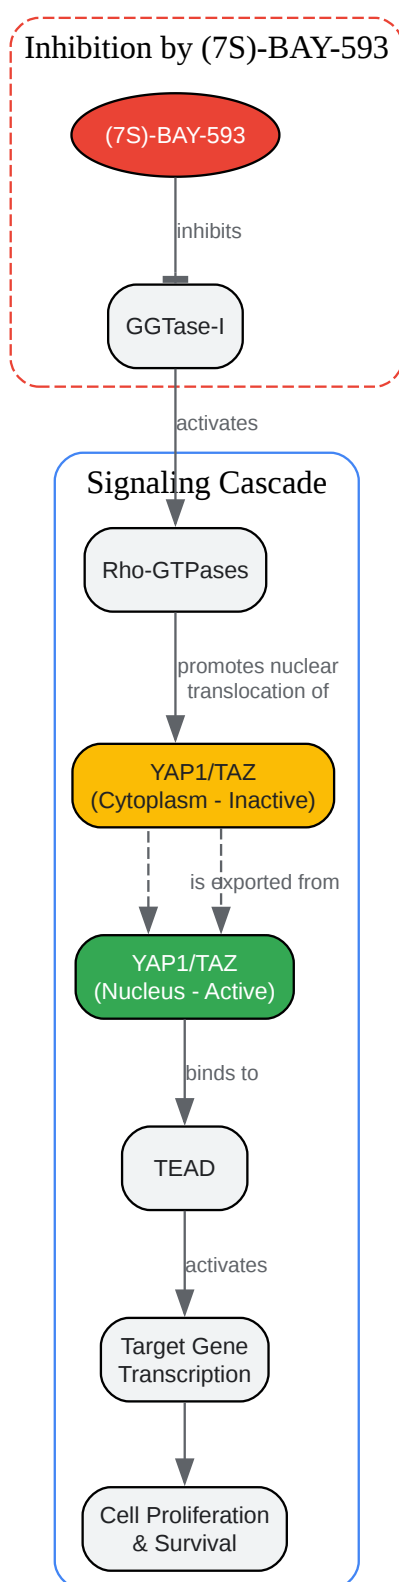 Inhibition by (7S)-BAY-593
(7S)-BAY-593
inhibits
GGTase-I
activates
Signaling Cascade
Rho-GTPases
promotes nuclear
translocation of
YAP1/TAZ
(Cytoplasm - Inactive)
is exported from
YAP1/TAZ
(Nucleus - Active)
binds to
TEAD
activates
Target Gene
Transcription
Cell Proliferation
& Survival